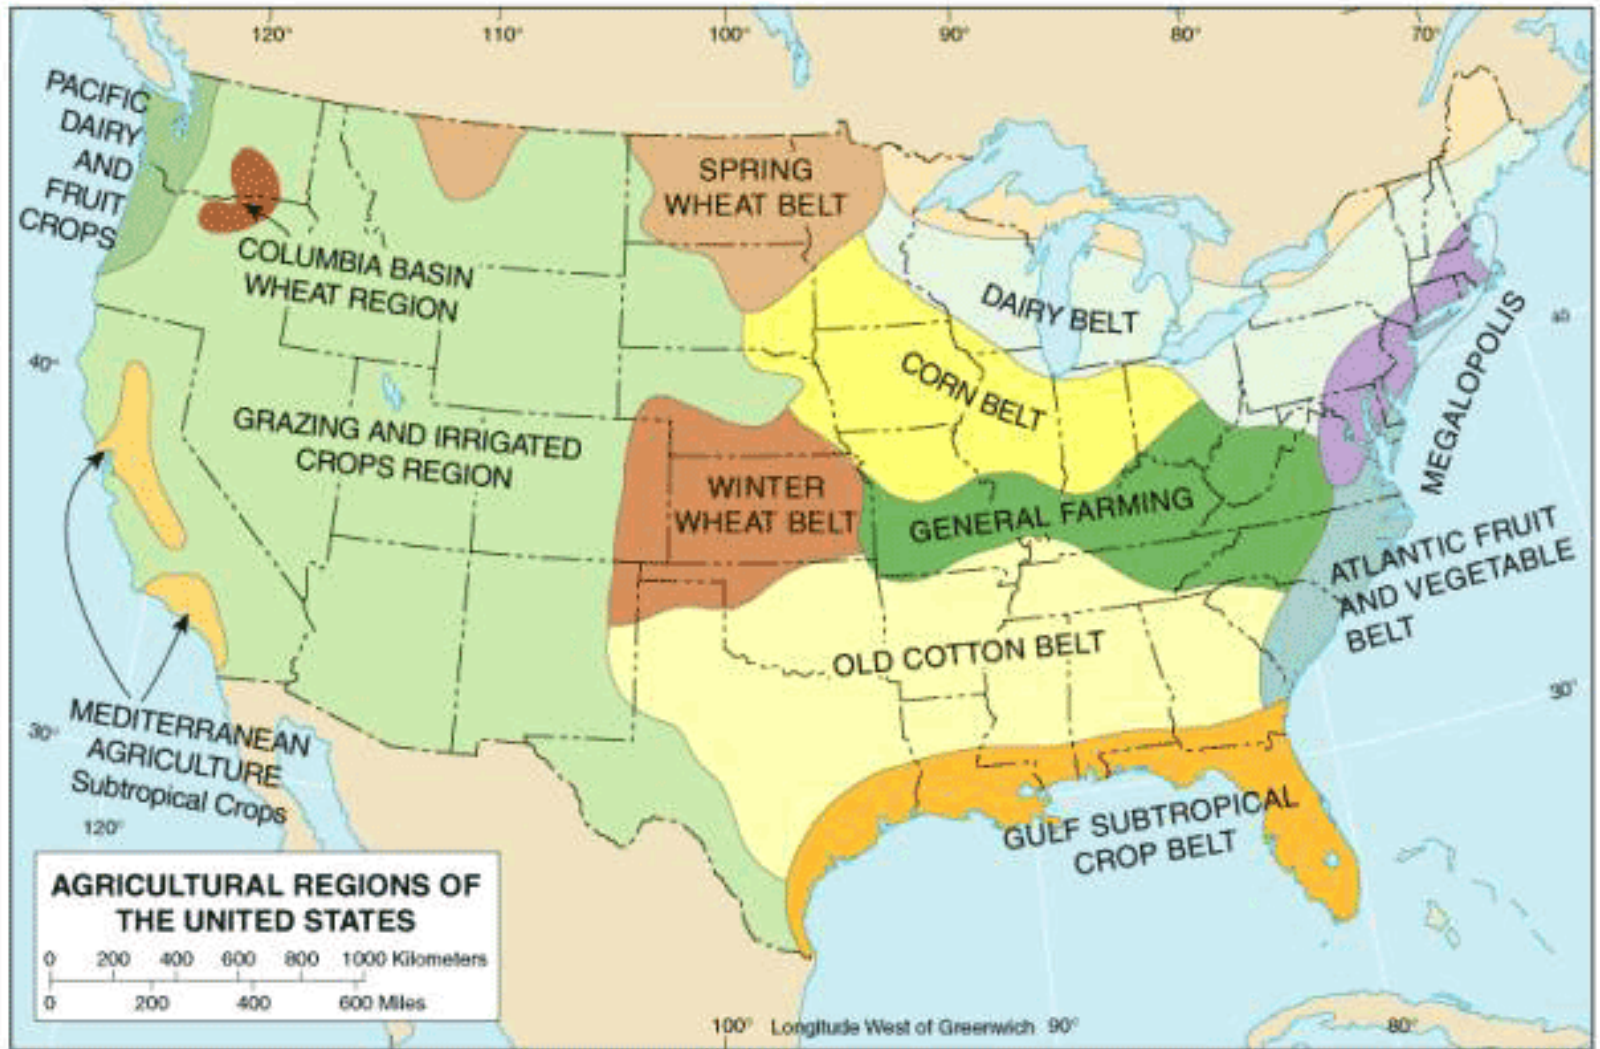 120°
110°
100°
90°
80°
70°
PACIFIC
DAIRY
AND
FRUIT
CROPS
SPRING
WHEAT BELT
COLUMBIA BASIN
WHEAT REGION
DAIRY BELT
40°
40
CORN BELT
MEGALOPOLIS
GRAZING AND IRRIGATED
CROPS REGION
WINTER
WHEAT BELT
GENERAL FARMING
ATLANTIC FRUIT
AND VEGETABLE
BELT
OLD COTTON BELT
30°
30°
MEDITERRANEAN
AGRICULTURE
Subtropical Crops
120°
GULF SUBTROPICAL
CROP BELT
AGRICULTURAL REGIONS OF
THE UNITED STATES
0 200 400 600 800 1000 Kilometers
0 200 400 600 Miles
100° Longitude West of Greenwich 90°
80°